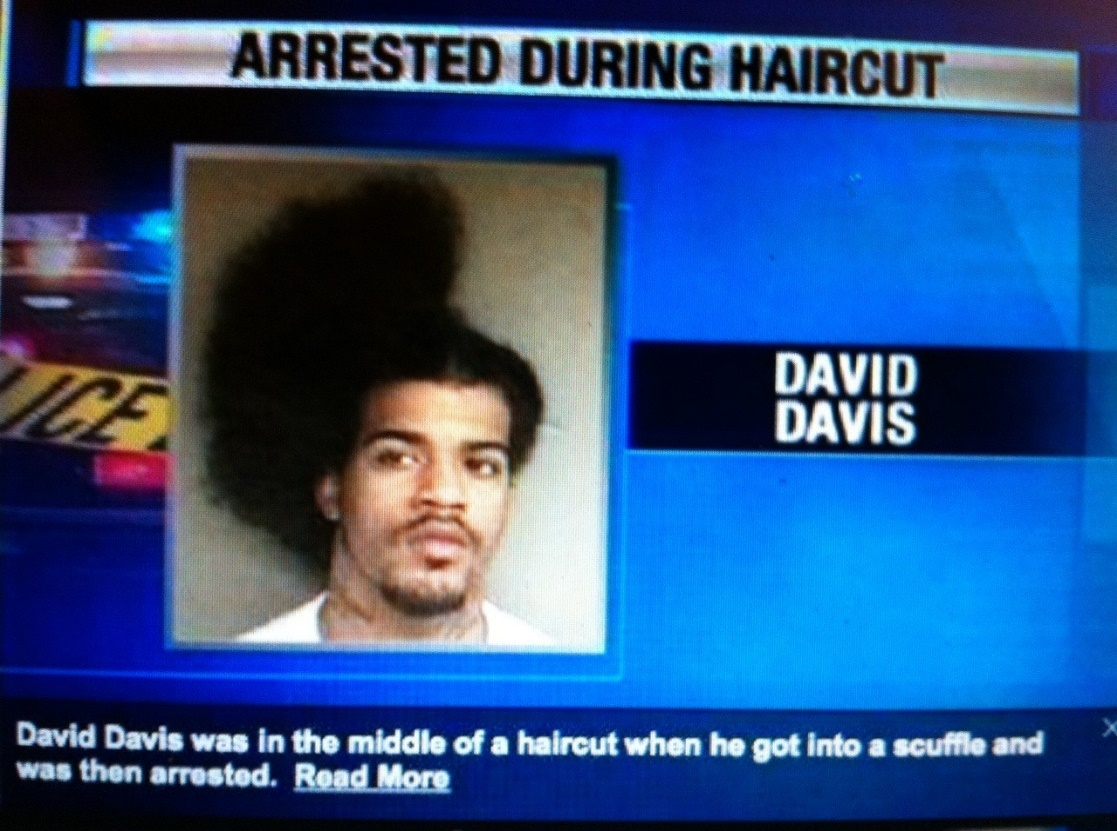 ARRESTED DURING HAIRCUT
LICE
DAVID
DAVIS
David Davis was in the middle of a haircut when he got into a scuffle and
was then arrested. Read More